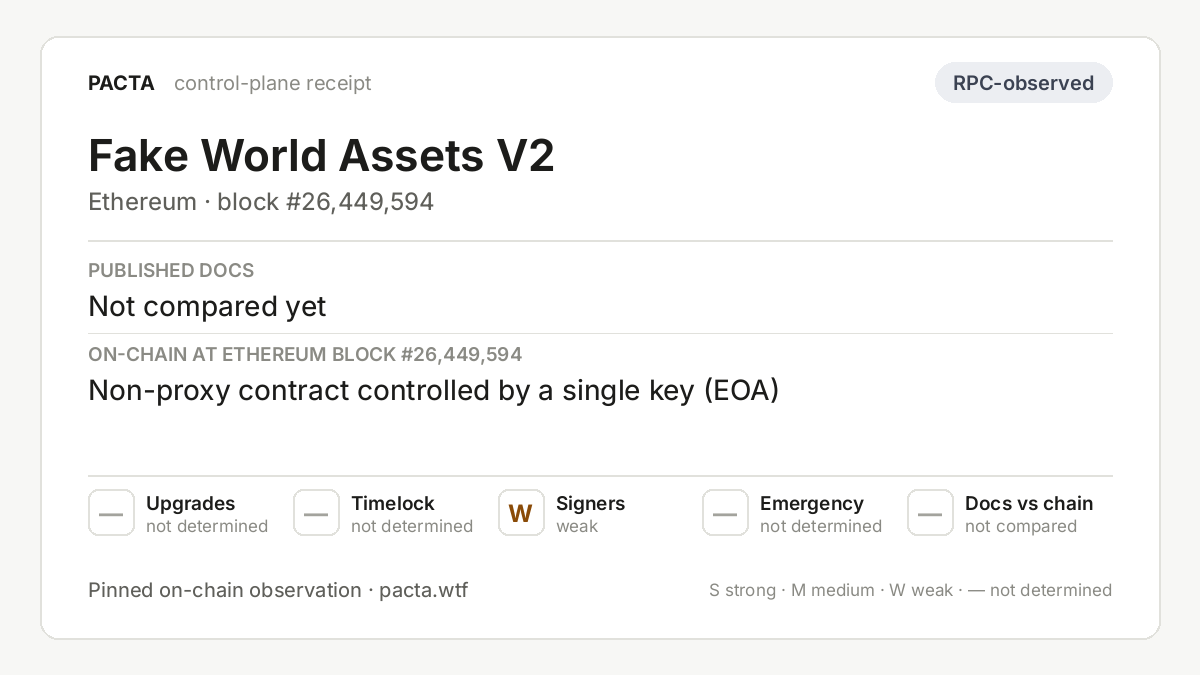 PACTA control-plane receipt RPC-observed
Fake World Assets V2
Ethereum · block #26,449,594
PUBLISHED DOCS
Not compared yet
ON-CHAIN AT ETHEREUM BLOCK #26,449,594
Non-proxy contract controlled by a single key (EOA)
— Upgrades — Timelock W Signers — Emergency — Docs vs chain
not determined not determined weak not determined not compared
Pinned on-chain observation · pacta.wtf S strong · M medium · W weak · — not determined